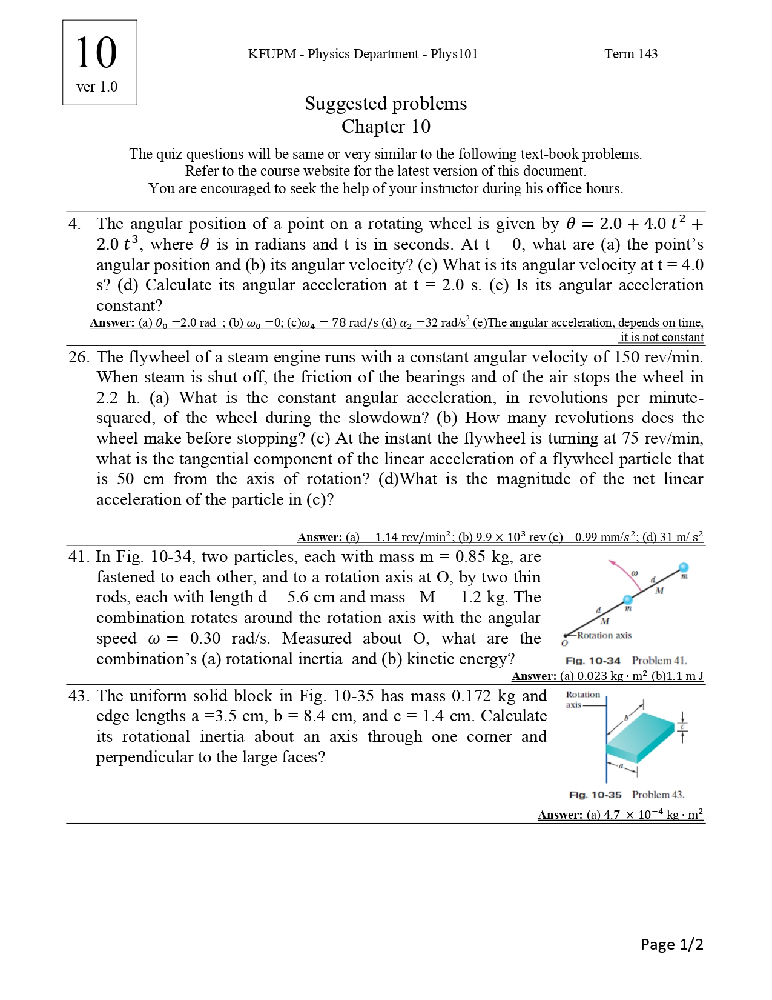 10
ver 1.0
KFUPM - Physics Department - Phys101
Term 143
Suggested problems
Chapter 10
The quiz questions will be same or very similar to the following text-book problems.
Refer to the course website for the latest version of this document.
You are encouraged to seek the help of your instructor during his office hours.
4. The angular position of a point on a rotating wheel is given by θ = 2.0 + 4.0 t² +
2.0 t³, where θ is in radians and t is in seconds. At t = 0, what are (a) the point’s
angular position and (b) its angular velocity? (c) What is its angular velocity at t = 4.0
s? (d) Calculate its angular acceleration at t = 2.0 s. (e) Is its angular acceleration
constant?
Answer: (a) θ₀ =2.0 rad ; (b) ω₀ =0; (c)ω₄ = 78 rad/s (d) α₂ =32 rad/s² (e)The angular acceleration, depends on time,
it is not constant
26. The flywheel of a steam engine runs with a constant angular velocity of 150 rev/min.
When steam is shut off, the friction of the bearings and of the air stops the wheel in
2.2 h. (a) What is the constant angular acceleration, in revolutions per minute-
squared, of the wheel during the slowdown? (b) How many revolutions does the
wheel make before stopping? (c) At the instant the flywheel is turning at 75 rev/min,
what is the tangential component of the linear acceleration of a flywheel particle that
is 50 cm from the axis of rotation? (d)What is the magnitude of the net linear
acceleration of the particle in (c)?
Answer: (a) − 1.14 rev/min²; (b) 9.9 × 10³ rev (c) – 0.99 mm/s²; (d) 31 m/ s²
41. In Fig. 10-34, two particles, each with mass m = 0.85 kg, are
fastened to each other, and to a rotation axis at O, by two thin
rods, each with length d = 5.6 cm and mass M = 1.2 kg. The
combination rotates around the rotation axis with the angular
speed ω = 0.30 rad/s. Measured about O, what are the
combination’s (a) rotational inertia and (b) kinetic energy?
ω
m
d
M
m
d
M
Rotation axis
O
Fig. 10-34 Problem 41.
Answer: (a) 0.023 kg · m² (b)1.1 m J
43. The uniform solid block in Fig. 10-35 has mass 0.172 kg and
edge lengths a =3.5 cm, b = 8.4 cm, and c = 1.4 cm. Calculate
its rotational inertia about an axis through one corner and
perpendicular to the large faces?
Rotation
axis
b
c
a
Fig. 10-35 Problem 43.
Answer: (a) 4.7 × 10⁻⁴ kg · m²
Page 1/2